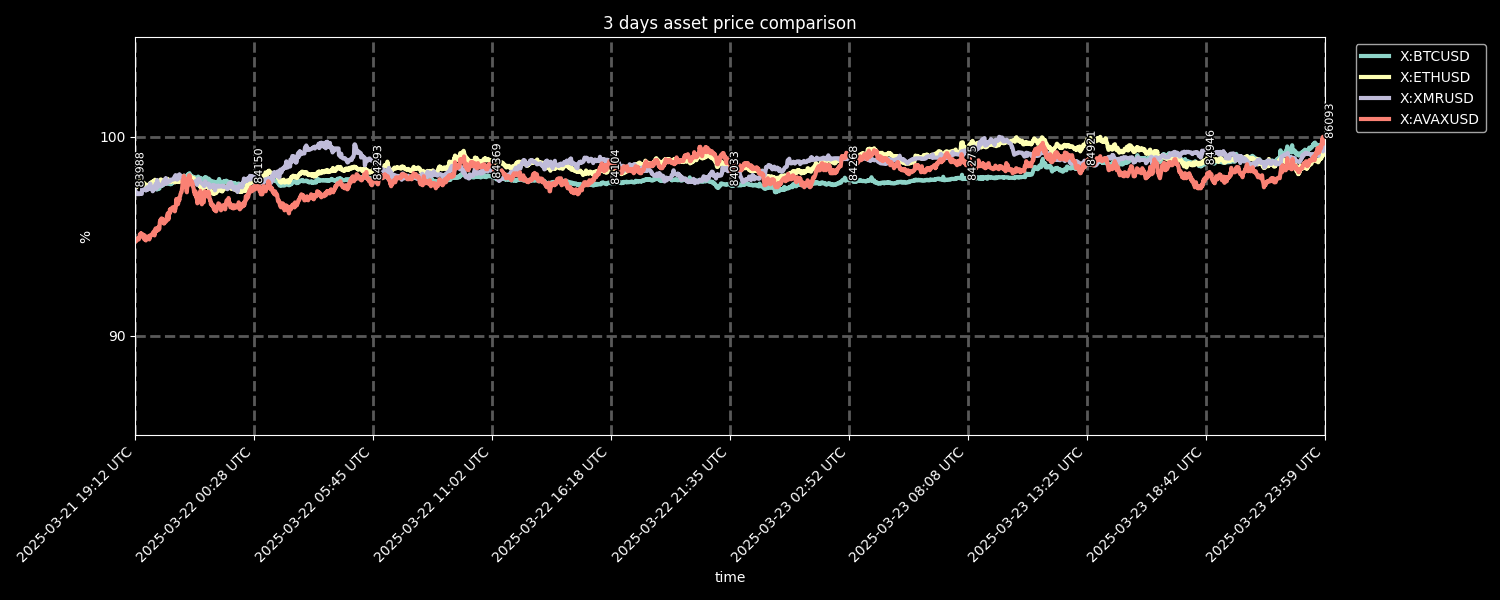 3 days asset price comparison
X:BTCUSD
X:ETHUSD
X:XMRUSD
X:AVAXUSD
100
90
%
83988
84150
84293
84369
84104
84033
84268
84275
84921
84946
86093
2025-03-21 19:12 UTC
2025-03-22 00:28 UTC
2025-03-22 05:45 UTC
2025-03-22 11:02 UTC
2025-03-22 16:18 UTC
2025-03-22 21:35 UTC
2025-03-23 02:52 UTC
2025-03-23 08:08 UTC
2025-03-23 13:25 UTC
2025-03-23 18:42 UTC
2025-03-23 23:59 UTC
time